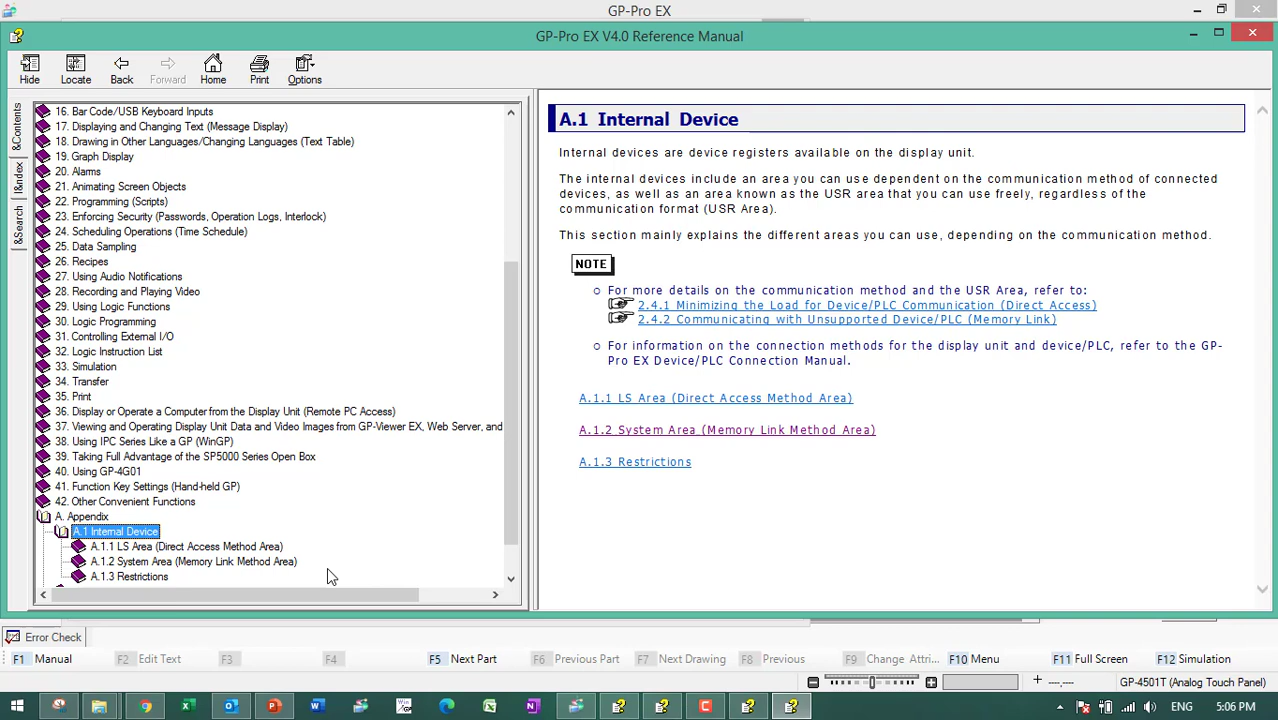 GP-Pro EX
GP-Pro EX V4.0 Reference Manual
Hide
Locate
Back
Forward
Home
Print
Options
&Contents
I&ndex
&Search
16. Bar Code/USB Keyboard Inputs
17. Displaying and Changing Text (Message Display)
18. Drawing in Other Languages/Changing Languages (Text Table)
19. Graph Display
20. Alarms
21. Animating Screen Objects
22. Programming (Scripts)
23. Enforcing Security (Passwords, Operation Logs, Interlock)
24. Scheduling Operations (Time Schedule)
25. Data Sampling
26. Recipes
27. Using Audio Notifications
28. Recording and Playing Video
29. Using Logic Functions
30. Logic Programming
31. Controlling External I/O
32. Logic Instruction List
33. Simulation
34. Transfer
35. Print
36. Display or Operate a Computer from the Display Unit (Remote PC Access)
37. Viewing and Operating Display Unit Data and Video Images from GP-Viewer EX, Web Server, and
38. Using IPC Series Like a GP (WinGP)
39. Taking Full Advantage of the SP5000 Series Open Box
40. Using GP-4G01
41. Function Key Settings (Hand-held GP)
42. Other Convenient Functions
A. Appendix
A.1 Internal Device
A.1.1 LS Area (Direct Access Method Area)
A.1.2 System Area (Memory Link Method Area)
A.1.3 Restrictions
A.1 Internal Device
Internal devices are device registers available on the display unit.
The internal devices include an area you can use dependent on the communication method of connected
devices, as well as an area known as the USR area that you can use freely, regardless of the
communication format (USR Area).
This section mainly explains the different areas you can use, depending on the communication method.
NOTE
For more details on the communication method and the USR Area, refer to:
2.4.1 Minimizing the Load for Device/PLC Communication (Direct Access)
2.4.2 Communicating with Unsupported Device/PLC (Memory Link)
For information on the connection methods for the display unit and device/PLC, refer to the GP-
Pro EX Device/PLC Connection Manual.
A.1.1 LS Area (Direct Access Method Area)
A.1.2 System Area (Memory Link Method Area)
A.1.3 Restrictions
Error Check
F1 Manual
F2 Edit Text
F3
F4
F5 Next Part
F6 Previous Part
F7 Next Drawing
F8 Previous
F9 Change Attri...
F10 Menu
F11 Full Screen
F12 Simulation
GP-4501T (Analog Touch Panel)
5:06 PM